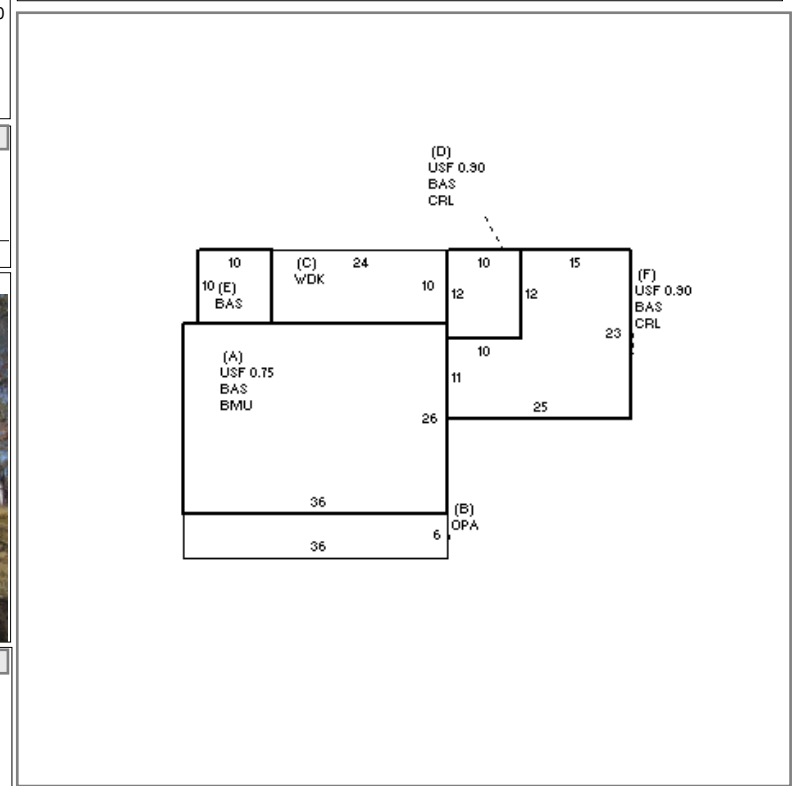 (D)
USF 0.90
BAS
CRL
10
(C) 24
WDK
10
15
(F)
USF 0.90
BAS
CRL
10 (E)
BAS
10
12
12
23
10
(A)
USF 0.75
BAS
BMU
11
26
25
36
(B)
OPA
6
36